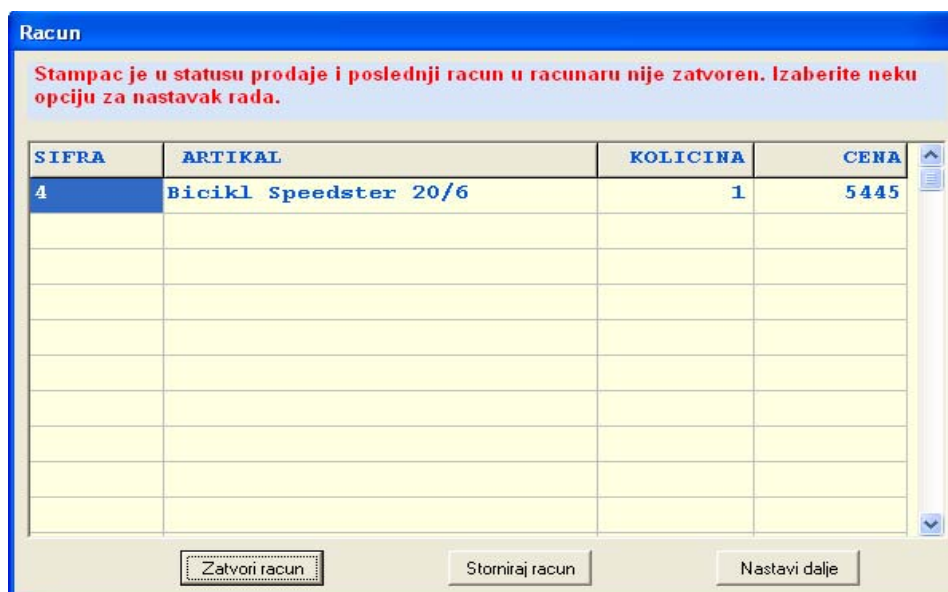 Racun
Stampac je u statusu prodaje i poslednji racun u racunaru nije zatvoren. Izaberite neku
opciju za nastavak rada.
SIFRA ARTIKAL KOLICINA CENA
4 Bicikl Speedster 20/6 1 5445
Zatvori racun Storniraj racun Nastavi dalje